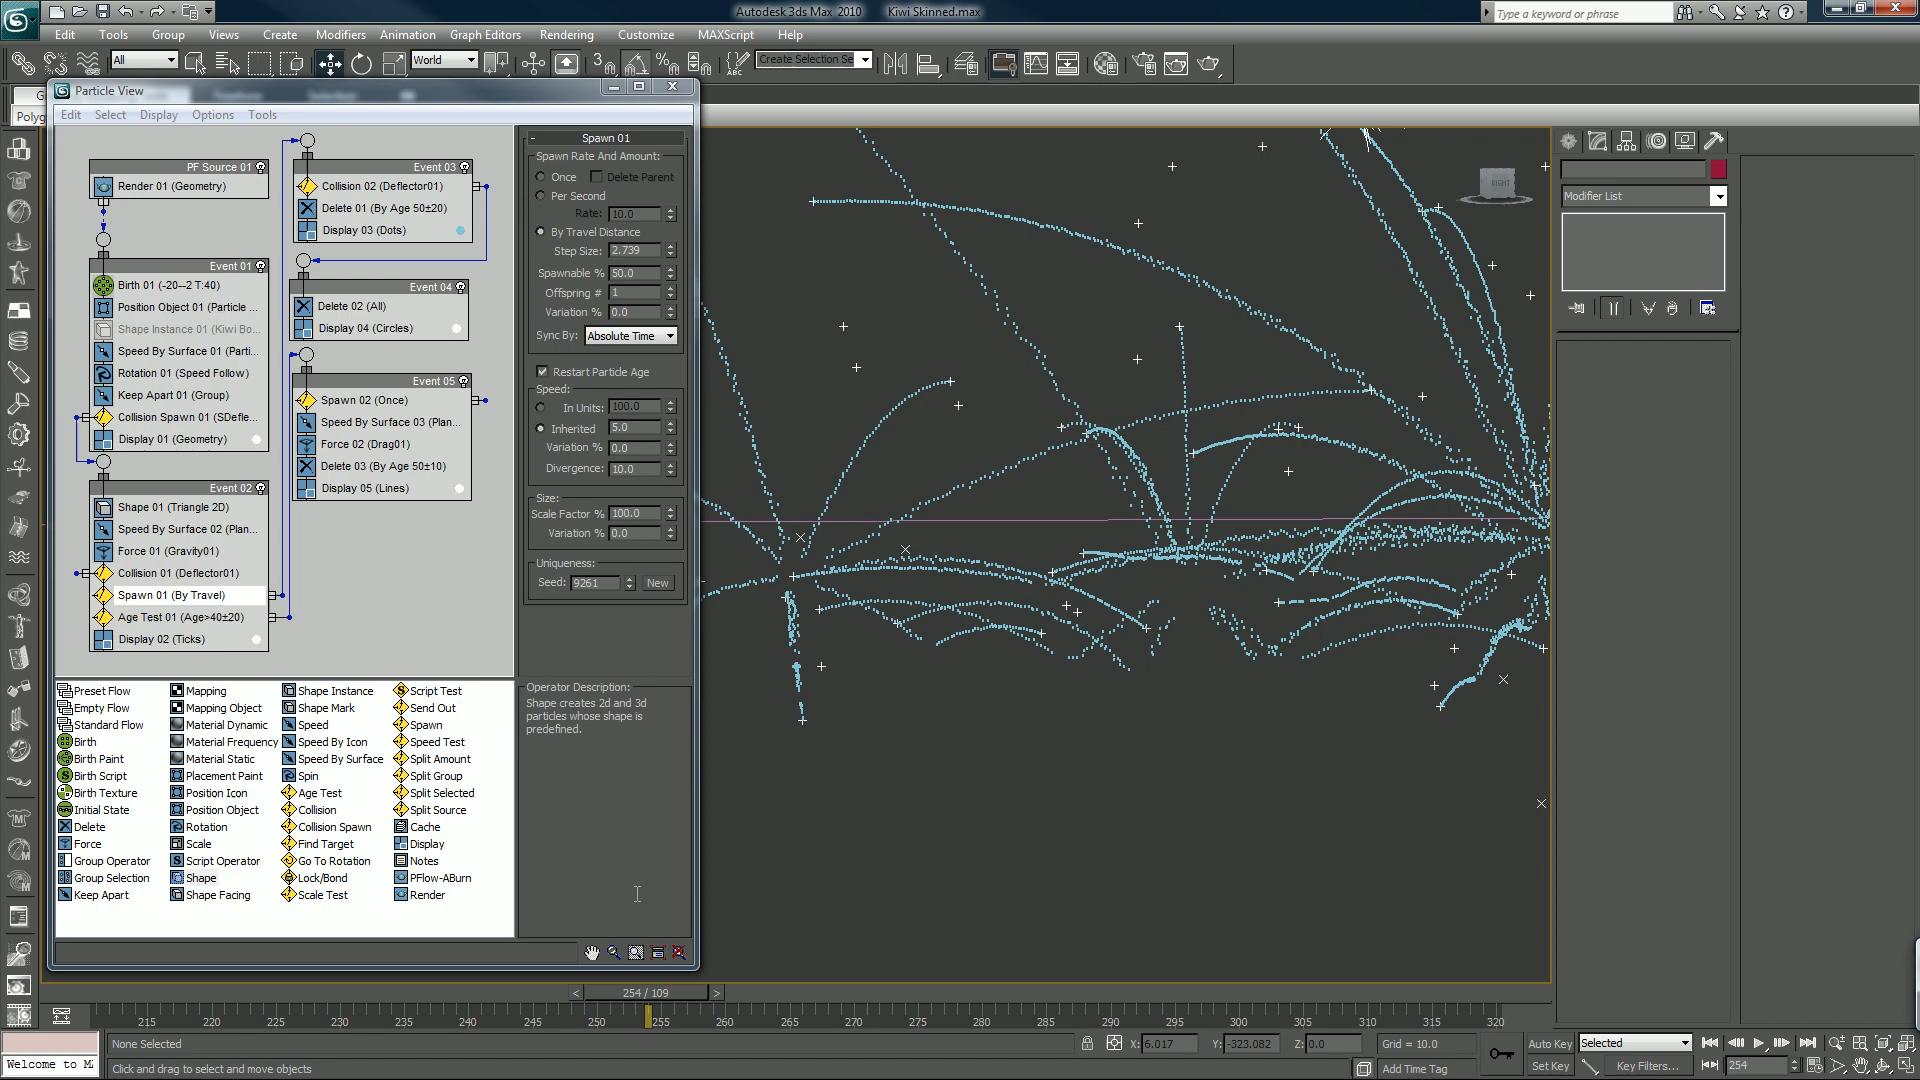 Autodesk 3ds Max 2010 Kiwi Skinned.max
Type a keyword or phrase
Edit Tools Group Views Create Modifiers Animation Graph Editors Rendering Customize MAXScript Help
All World 3 Create Selection Se
Particle View
Polyg
Edit Select Display Options Tools
PF Source 01
Render 01 (Geometry)
Event 01
Birth 01 (-20--2 T:40)
Position Object 01 (Particle ...
Shape Instance 01 (Kiwi Bo...
Speed By Surface 01 (Parti...
Rotation 01 (Speed Follow)
Keep Apart 01 (Group)
Collision Spawn 01 (SDefle...
Display 01 (Geometry)
Event 02
Shape 01 (Triangle 2D)
Speed By Surface 02 (Plan...
Force 01 (Gravity01)
Collision 01 (Deflector01)
Spawn 01 (By Travel)
Age Test 01 (Age>40±20)
Display 02 (Ticks)
Event 03
Collision 02 (Deflector01)
Delete 01 (By Age 50±20)
Display 03 (Dots)
Event 04
Delete 02 (All)
Display 04 (Circles)
Event 05
Spawn 02 (Once)
Speed By Surface 03 (Plan...
Force 02 (Drag01)
Delete 03 (By Age 50±10)
Display 05 (Lines)
- Spawn 01
Spawn Rate And Amount:
Once Delete Parent
Per Second
Rate: 10.0
By Travel Distance
Step Size: 2.739
Spawnable % 50.0
Offspring # 1
Variation % 0.0
Sync By: Absolute Time
Restart Particle Age
Speed:
In Units: 100.0
Inherited 5.0
Variation % 0.0
Divergence: 10.0
Size:
Scale Factor % 100.0
Variation % 0.0
Uniqueness:
Seed: 9261 New
Operator Description:
Shape creates 2d and 3d
particles whose shape is
predefined.
Preset Flow Mapping Shape Instance Script Test
Empty Flow Mapping Object Shape Mark Send Out
Standard Flow Material Dynamic Speed Spawn
Birth Material Frequency Speed By Icon Speed Test
Birth Paint Material Static Speed By Surface Split Amount
Birth Script Placement Paint Spin Split Group
Birth Texture Position Icon Age Test Split Selected
Initial State Position Object Collision Split Source
Delete Rotation Collision Spawn Cache
Force Scale Find Target Display
Group Operator Script Operator Go To Rotation Notes
Group Selection Shape Lock/Bond PFlow-ABurn
Keep Apart Shape Facing Scale Test Render
RIGHT
Modifier List
< 254 / 109 >
215 220 225 230 235 240 245 250 255 260 265 270 275 280 285 290 295 300 305 310 315 320
None Selected X: 6.017 Y: -323.082 Z: 0.0 Grid = 10.0 Auto Key Selected
Welcome to M Click and drag to select and move objects Add Time Tag Set Key Key Filters... 254